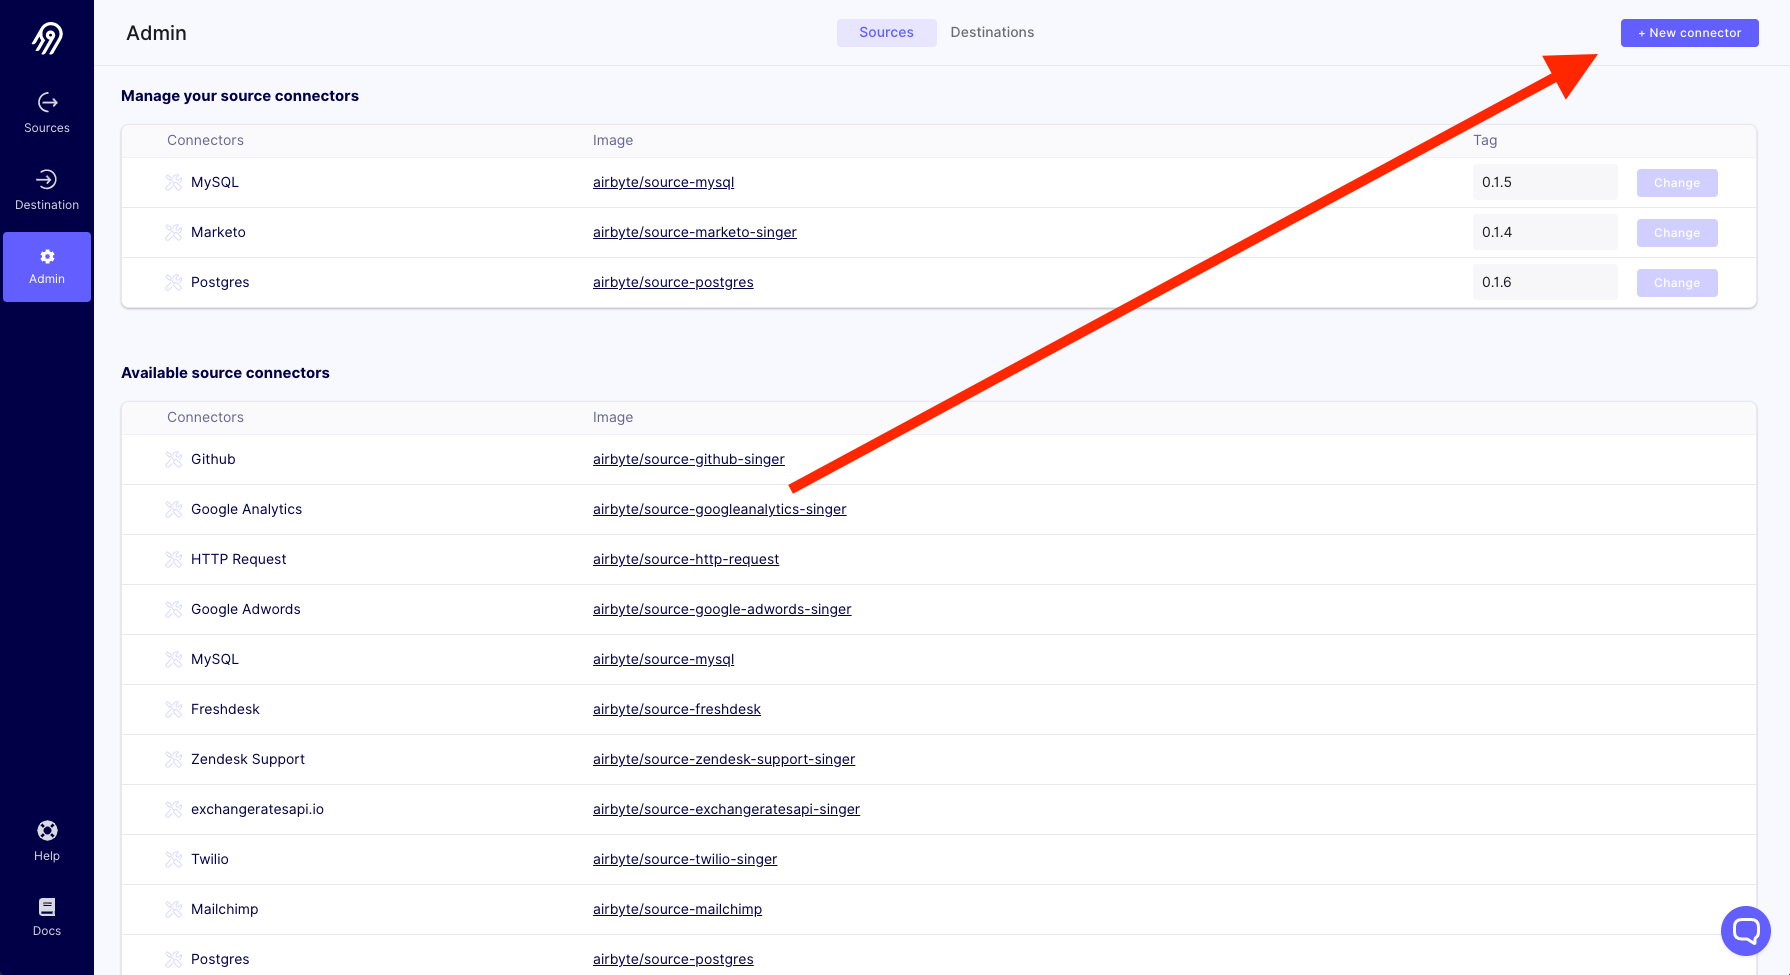 Admin
Sources
Destinations
+ New connector
Sources
Destination
Admin
Help
Docs
Manage your source connectors
Connectors Image Tag
MySQL airbyte/source-mysql 0.1.5 Change
Marketo airbyte/source-marketo-singer 0.1.4 Change
Postgres airbyte/source-postgres 0.1.6 Change
Available source connectors
Connectors Image
Github airbyte/source-github-singer
Google Analytics airbyte/source-googleanalytics-singer
HTTP Request airbyte/source-http-request
Google Adwords airbyte/source-google-adwords-singer
MySQL airbyte/source-mysql
Freshdesk airbyte/source-freshdesk
Zendesk Support airbyte/source-zendesk-support-singer
exchangeratesapi.io airbyte/source-exchangeratesapi-singer
Twilio airbyte/source-twilio-singer
Mailchimp airbyte/source-mailchimp
Postgres airbyte/source-postgres